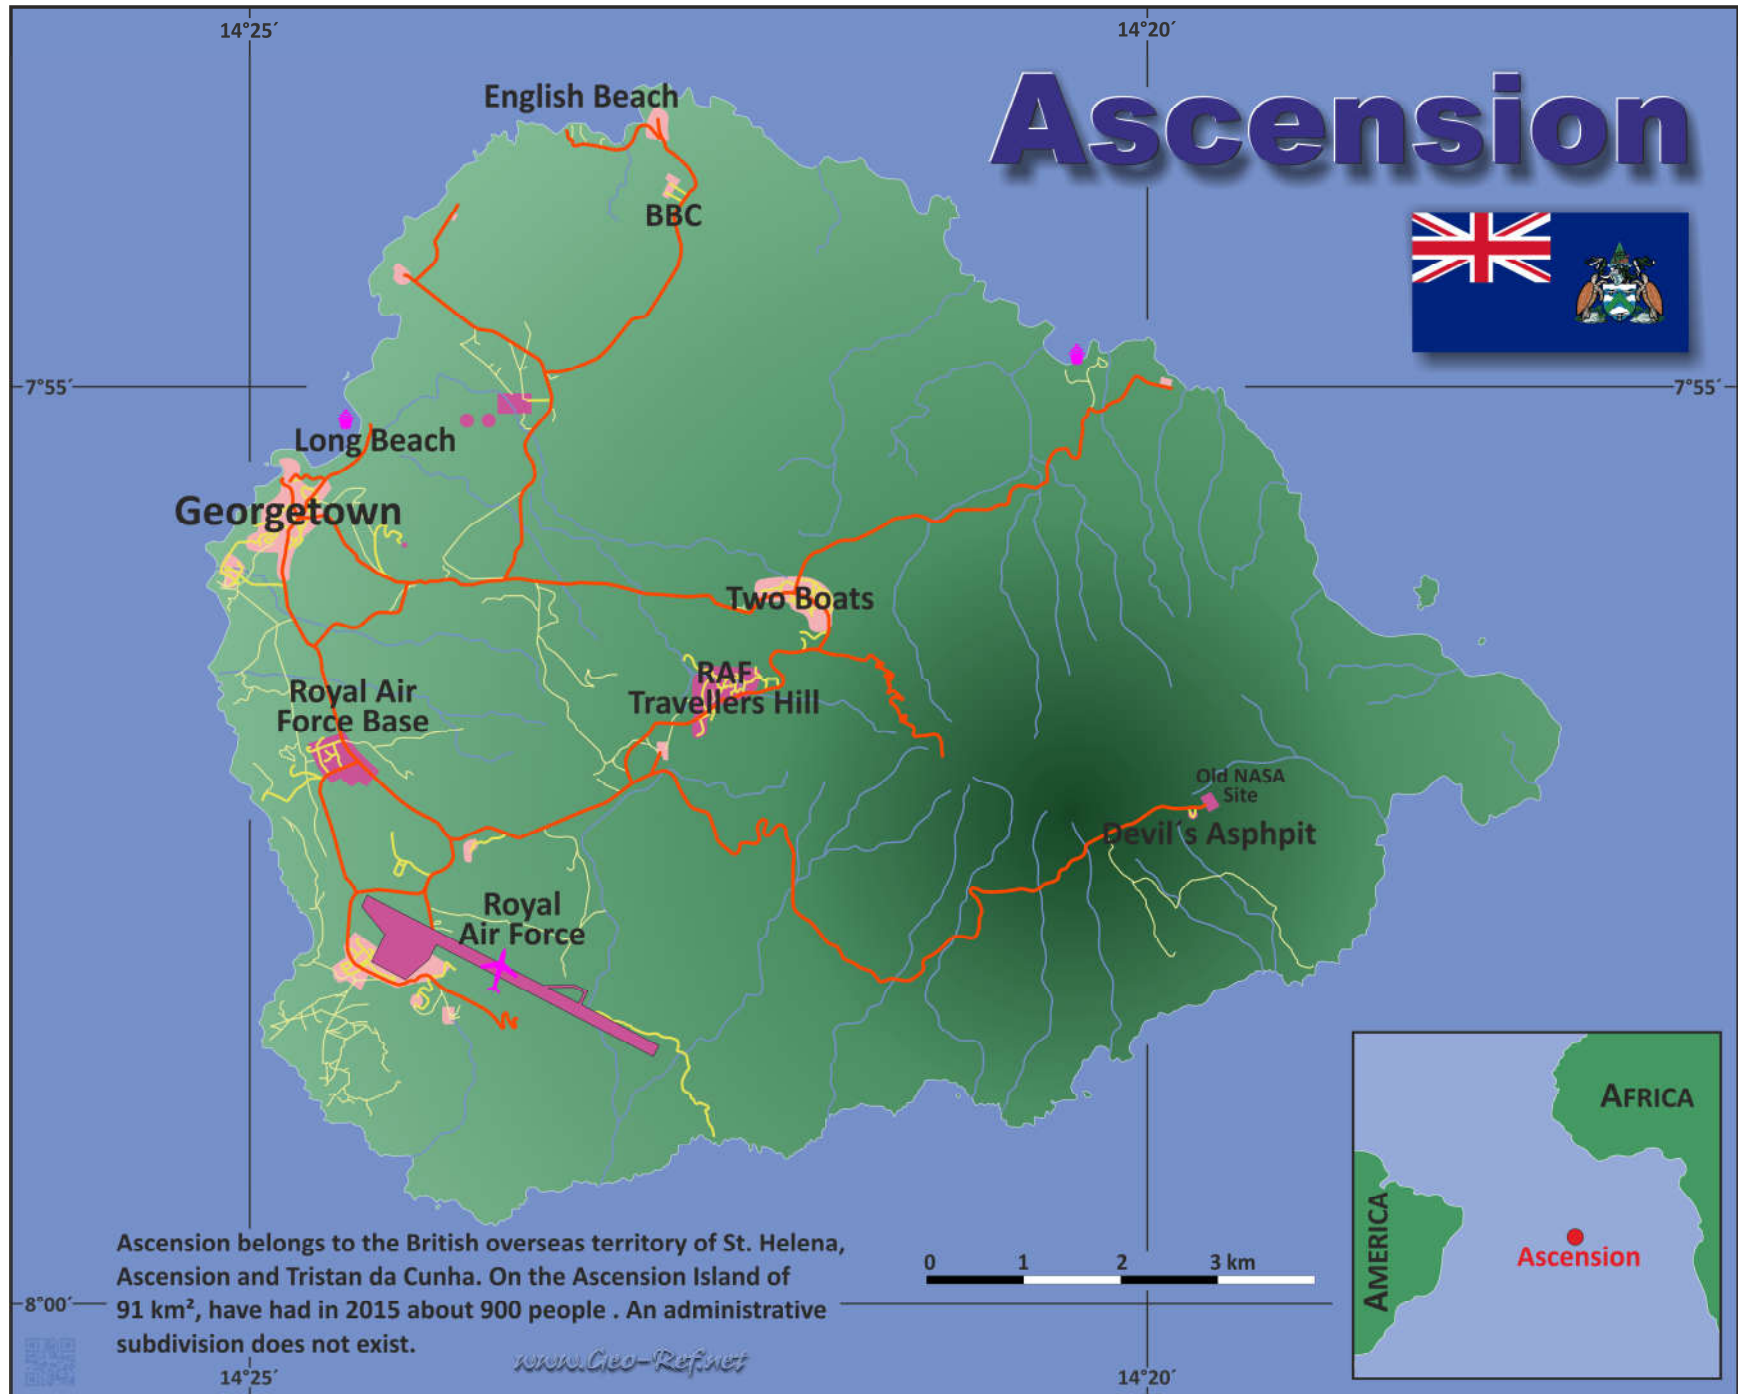 14°25´
14°20´
English Beach
Ascension
BBC
7°55´
7°55´
Long Beach
Georgetown
Two Boats
RAF
Travellers Hill
Royal Air
Force Base
Old NASA
Site
Devil´s Asphpit
Royal
Air Force
AFRICA
AMERICA
Ascension
Ascension belongs to the British overseas territory of St. Helena,
Ascension and Tristan da Cunha. On the Ascension Island of
91 km², have had in 2015 about 900 people . An administrative
subdivision does not exist.
0 1 2 3 km
8°00´
www.Geo-Ref.net
14°25´
14°20´